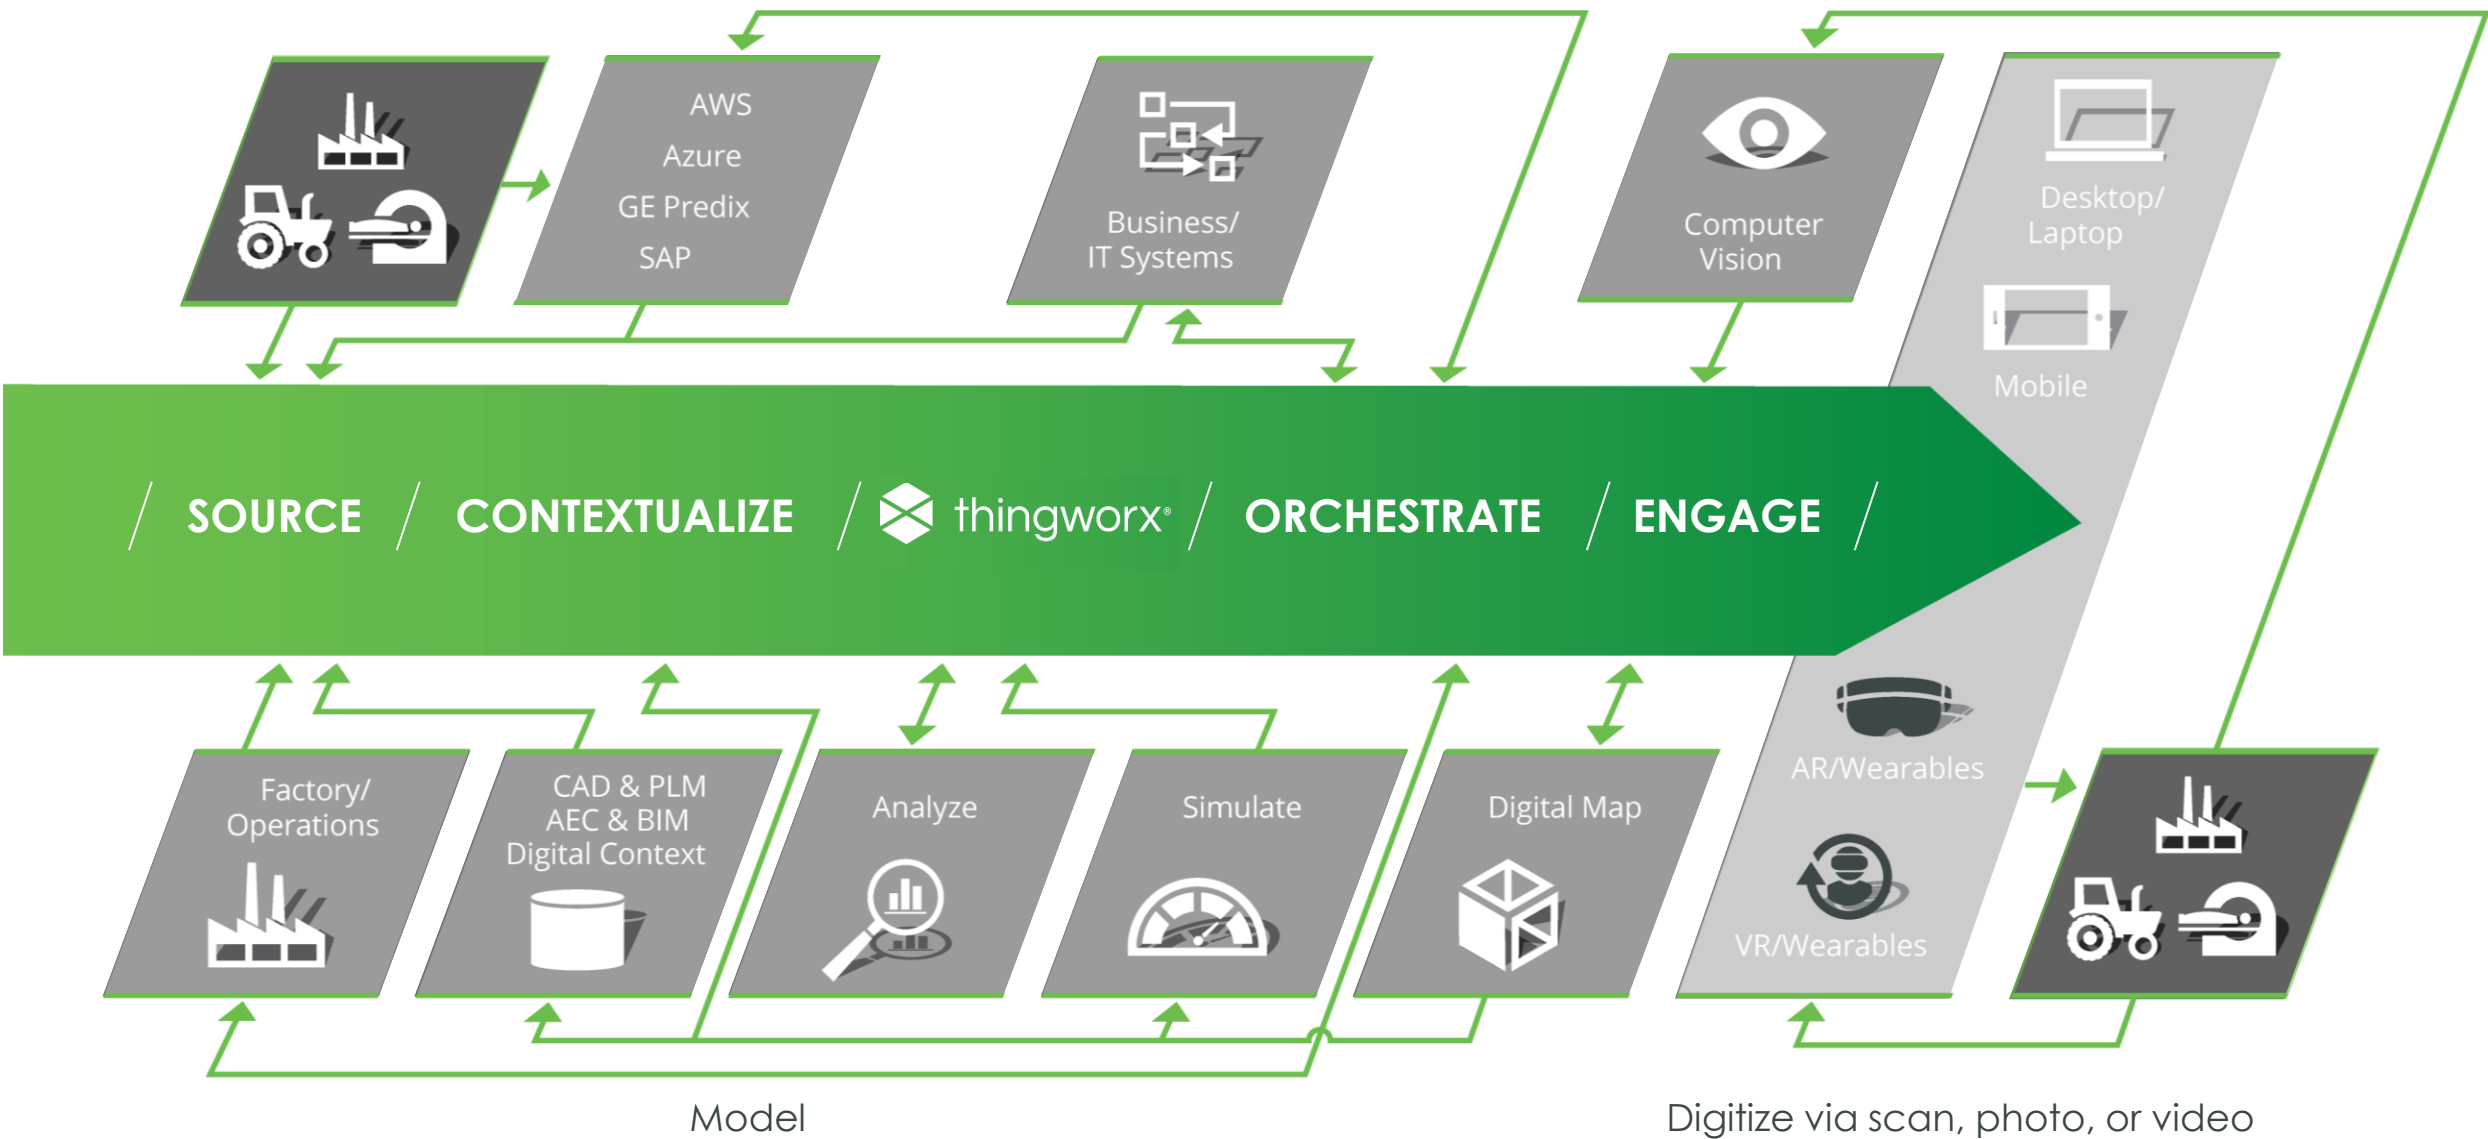 AWS
Azure
GE Predix
SAP
Business/
IT Systems
Computer
Vision
Desktop/
Laptop
Mobile
SOURCE
CONTEXTUALIZE
thingworx®
ORCHESTRATE
ENGAGE
Factory/
Operations
CAD & PLM
AEC & BIM
Digital Context
Analyze
Simulate
Digital Map
AR/Wearables
VR/Wearables
Model
Digitize via scan, photo, or video